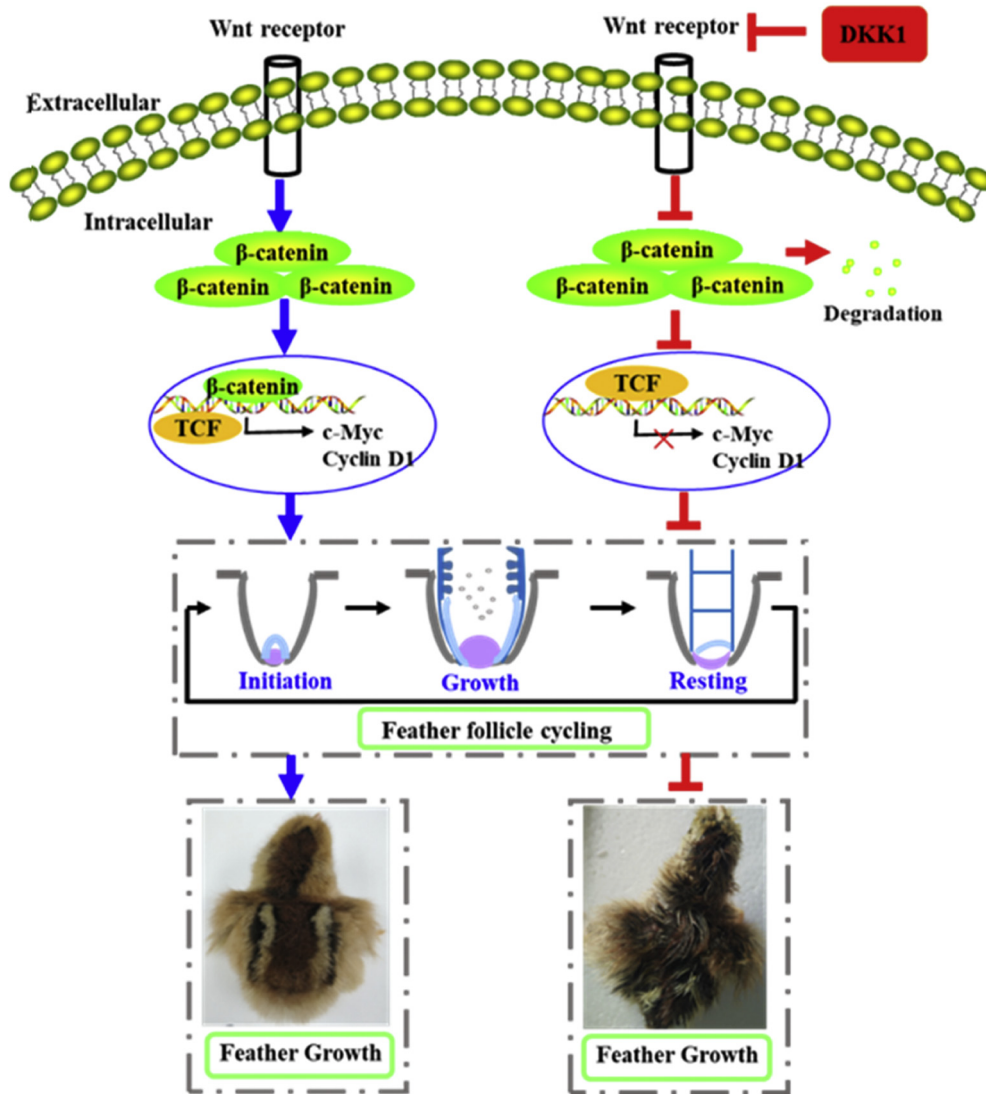 Wnt receptor
Wnt receptor
DKK1
Extracellular
Intracellular
β-catenin
β-catenin β-catenin
β-catenin
β-catenin β-catenin
Degradation
β-catenin
TCF
c-Myc
Cyclin D1
TCF
c-Myc
Cyclin D1
Initiation
Growth
Resting
Feather follicle cycling
Feather Growth
Feather Growth